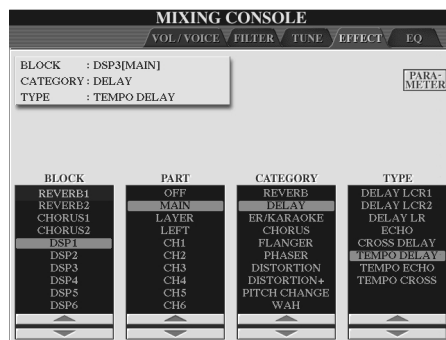 MIXING CONSOLE
VOL/VOICE FILTER TUNE EFFECT EQ
BLOCK : DSP3[MAIN]
CATEGORY : DELAY
TYPE : TEMPO DELAY
PARA-
METER
BLOCK
REVERB1
REVERB2
CHORUS1
CHORUS2
DSP1
DSP2
DSP3
DSP4
DSP5
DSP6
PART
OFF
MAIN
LAYER
LEFT
CH1
CH2
CH3
CH4
CH5
CH6
CATEGORY
REVERB
DELAY
ER/KARAOKE
CHORUS
FLANGER
PHASER
DISTORTION
DISTORTION+
PITCH CHANGE
WAH
TYPE
DELAY LCR1
DELAY LCR2
DELAY LR
ECHO
CROSS DELAY
TEMPO DELAY
TEMPO ECHO
TEMPO CROSS